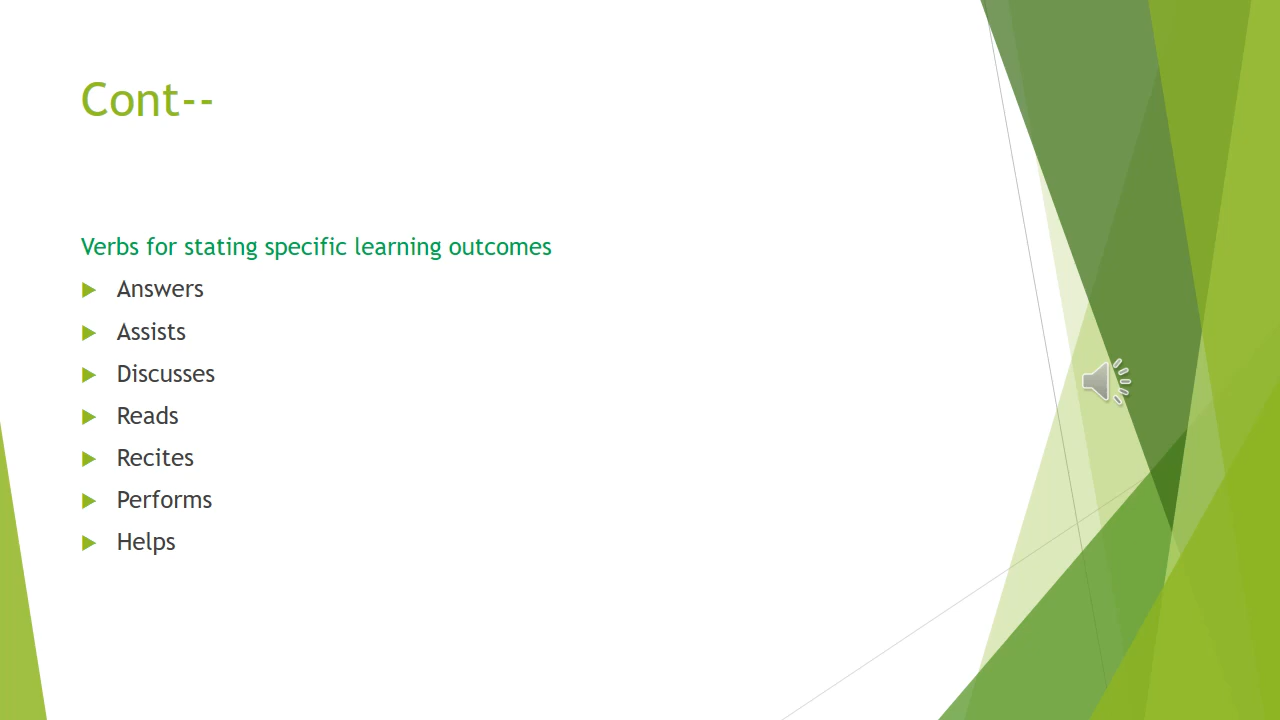 Cont--
Verbs for stating specific learning outcomes
Answers
Assists
Discusses
Reads
Recites
Performs
Helps